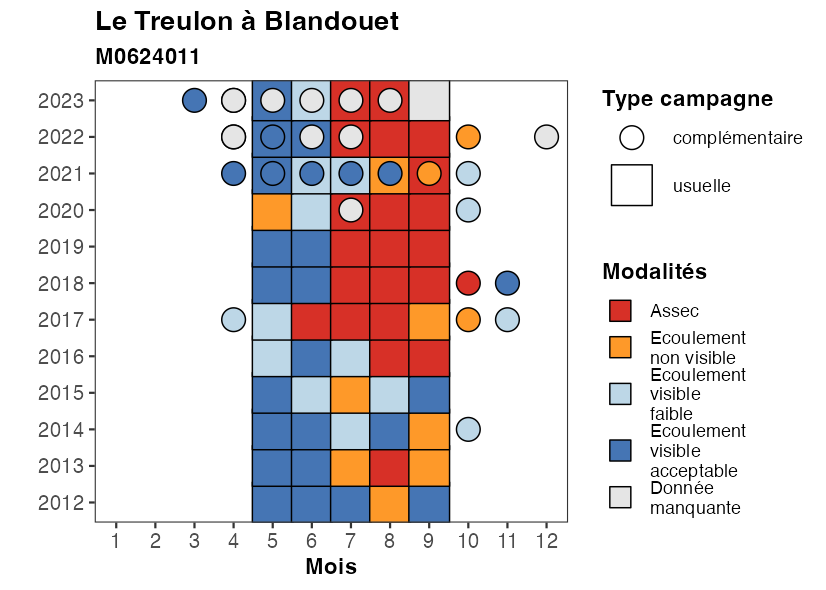 Le Treulon à Blandouet
M0624011
2023
2022
2021
2020
2019
2018
2017
2016
2015
2014
2013
2012
1 2 3 4 5 6 7 8 9 10 11 12
Mois
Type campagne
complémentaire
usuelle
Modalités
Assec
Ecoulement
non visible
Ecoulement
visible
faible
Ecoulement
visible
acceptable
Donnée
manquante